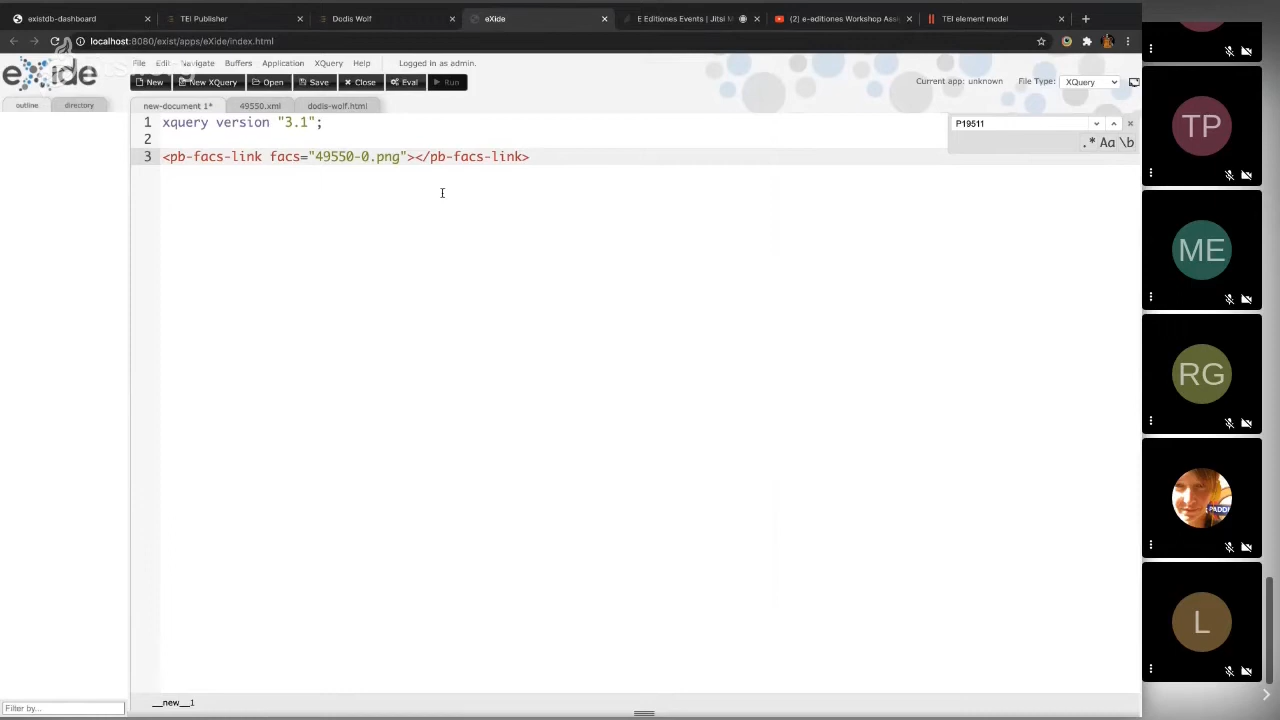 existdb-dashboard
TEI Publisher
Dodis Wolf
eXide
E Editiones Events | Jitsi M
(2) e-editiones Workshop Ass
TEI element model
localhost:8080/exist/apps/eXide/index.html
eXide
File Edit Navigate Buffers Application XQuery Help Logged in as admin.
New New XQuery Open Save Close Eval Run
Current app: unknown File Type: XQuery
outline directory
new-document 1* 49550.xml dodis-wolf.html
1 xquery version "3.1";
2
3 <pb-facs-link facs="49550-0.png"></pb-facs-link>
P19511
.* Aa \b
__new__1
Filter by...
TP
ME
RG
PADD
L